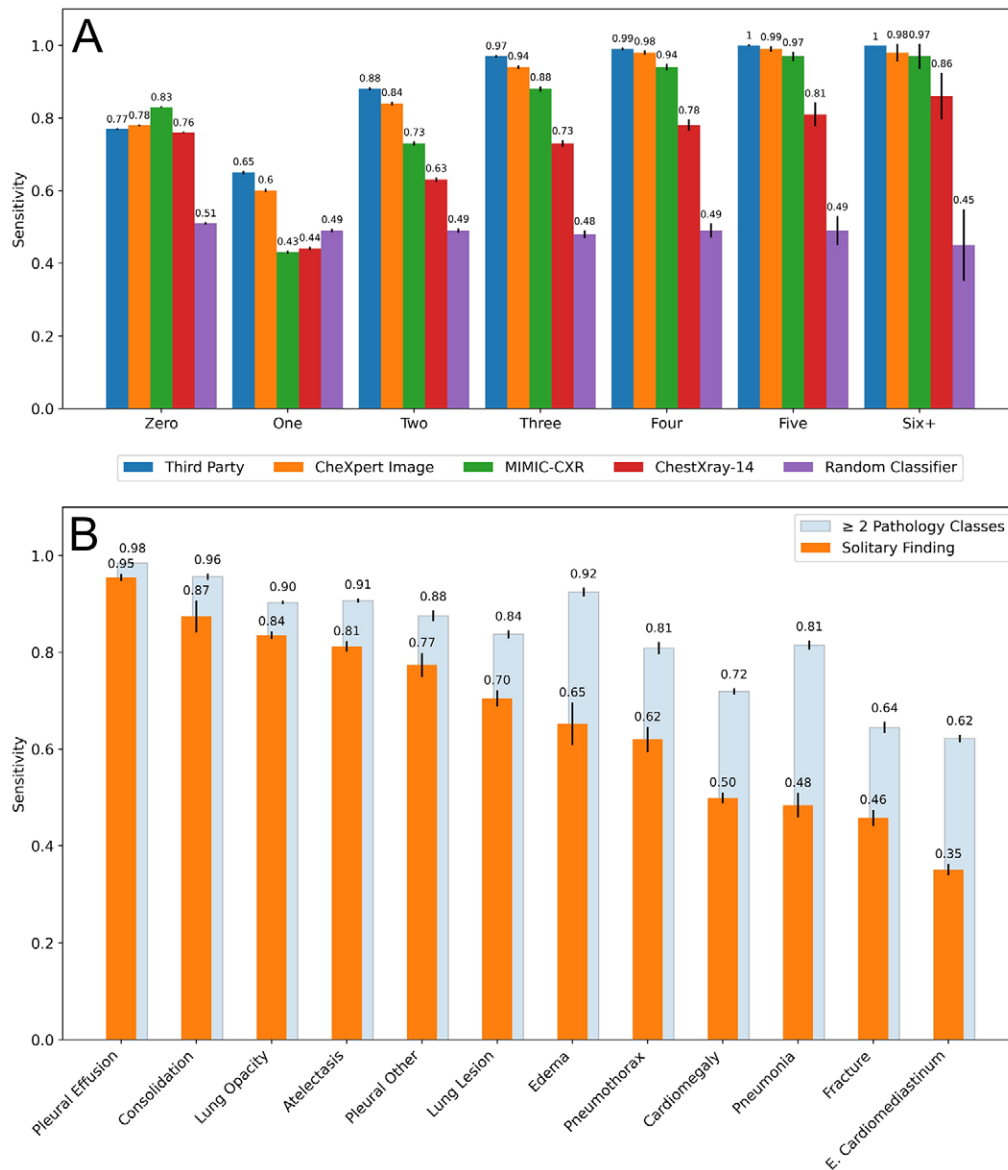 A
Sensitivity
1.0
0.8
0.6
0.4
0.2
0.0
0.77 0.78 0.83 0.76 0.51
0.65 0.6 0.43 0.44 0.49
0.88 0.84 0.73 0.63 0.49
0.97 0.94 0.88 0.73 0.48
0.99 0.98 0.94 0.78 0.49
1 0.99 0.97 0.81 0.49
1 0.98 0.97 0.86 0.45
Zero One Two Three Four Five Six+
Third Party CheXpert Image MIMIC-CXR ChestXray-14 Random Classifier
B
≥ 2 Pathology Classes
Solitary Finding
Sensitivity
1.0
0.8
0.6
0.4
0.2
0.0
0.98 0.96 0.90 0.91 0.88 0.84 0.92 0.81 0.72 0.81 0.64 0.62
0.95 0.87 0.84 0.81 0.77 0.70 0.65 0.62 0.50 0.48 0.46 0.35
Pleural Effusion
Consolidation
Lung Opacity
Atelectasis
Pleural Other
Lung Lesion
Edema
Pneumothorax
Cardiomegaly
Pneumonia
Fracture
E. Cardiomediastinum